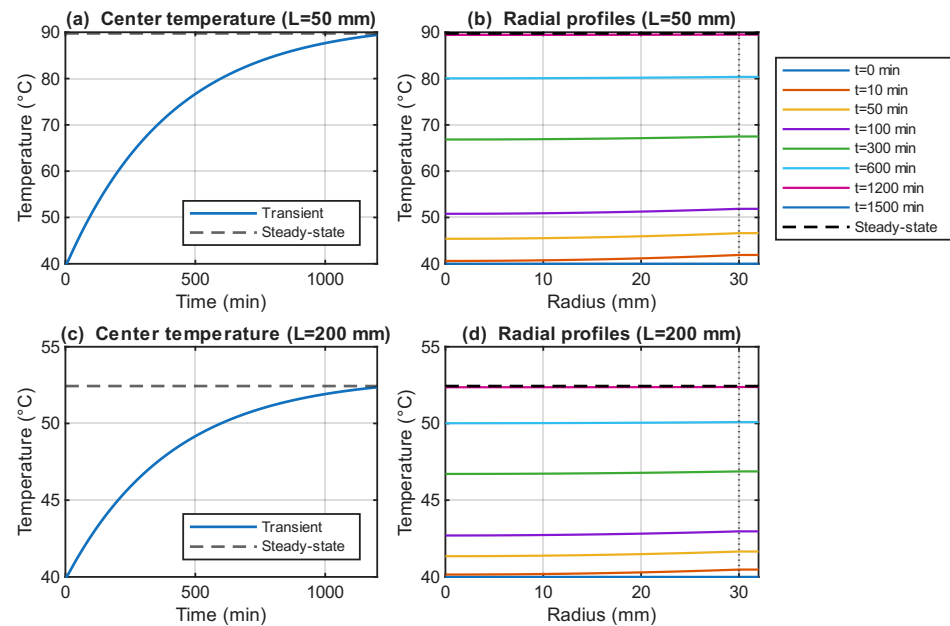 (a) Center temperature (L=50 mm)
90
80
70
60
50
40
Temperature (°C)
0
500
1000
Time (min)
Transient
Steady-state
(b) Radial profiles (L=50 mm)
90
80
70
60
50
40
Temperature (°C)
0
10
20
30
Radius (mm)
t=0 min
t=10 min
t=50 min
t=100 min
t=300 min
t=600 min
t=1200 min
t=1500 min
Steady-state
(c) Center temperature (L=200 mm)
55
50
45
40
Temperature (°C)
0
500
1000
Time (min)
Transient
Steady-state
(d) Radial profiles (L=200 mm)
55
50
45
40
Temperature (°C)
0
10
20
30
Radius (mm)